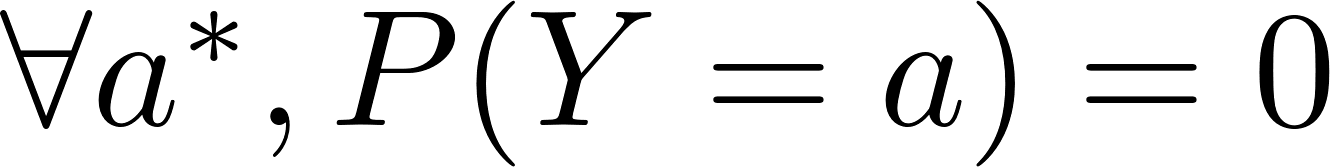 ∀a*, P(Y = a) = 0